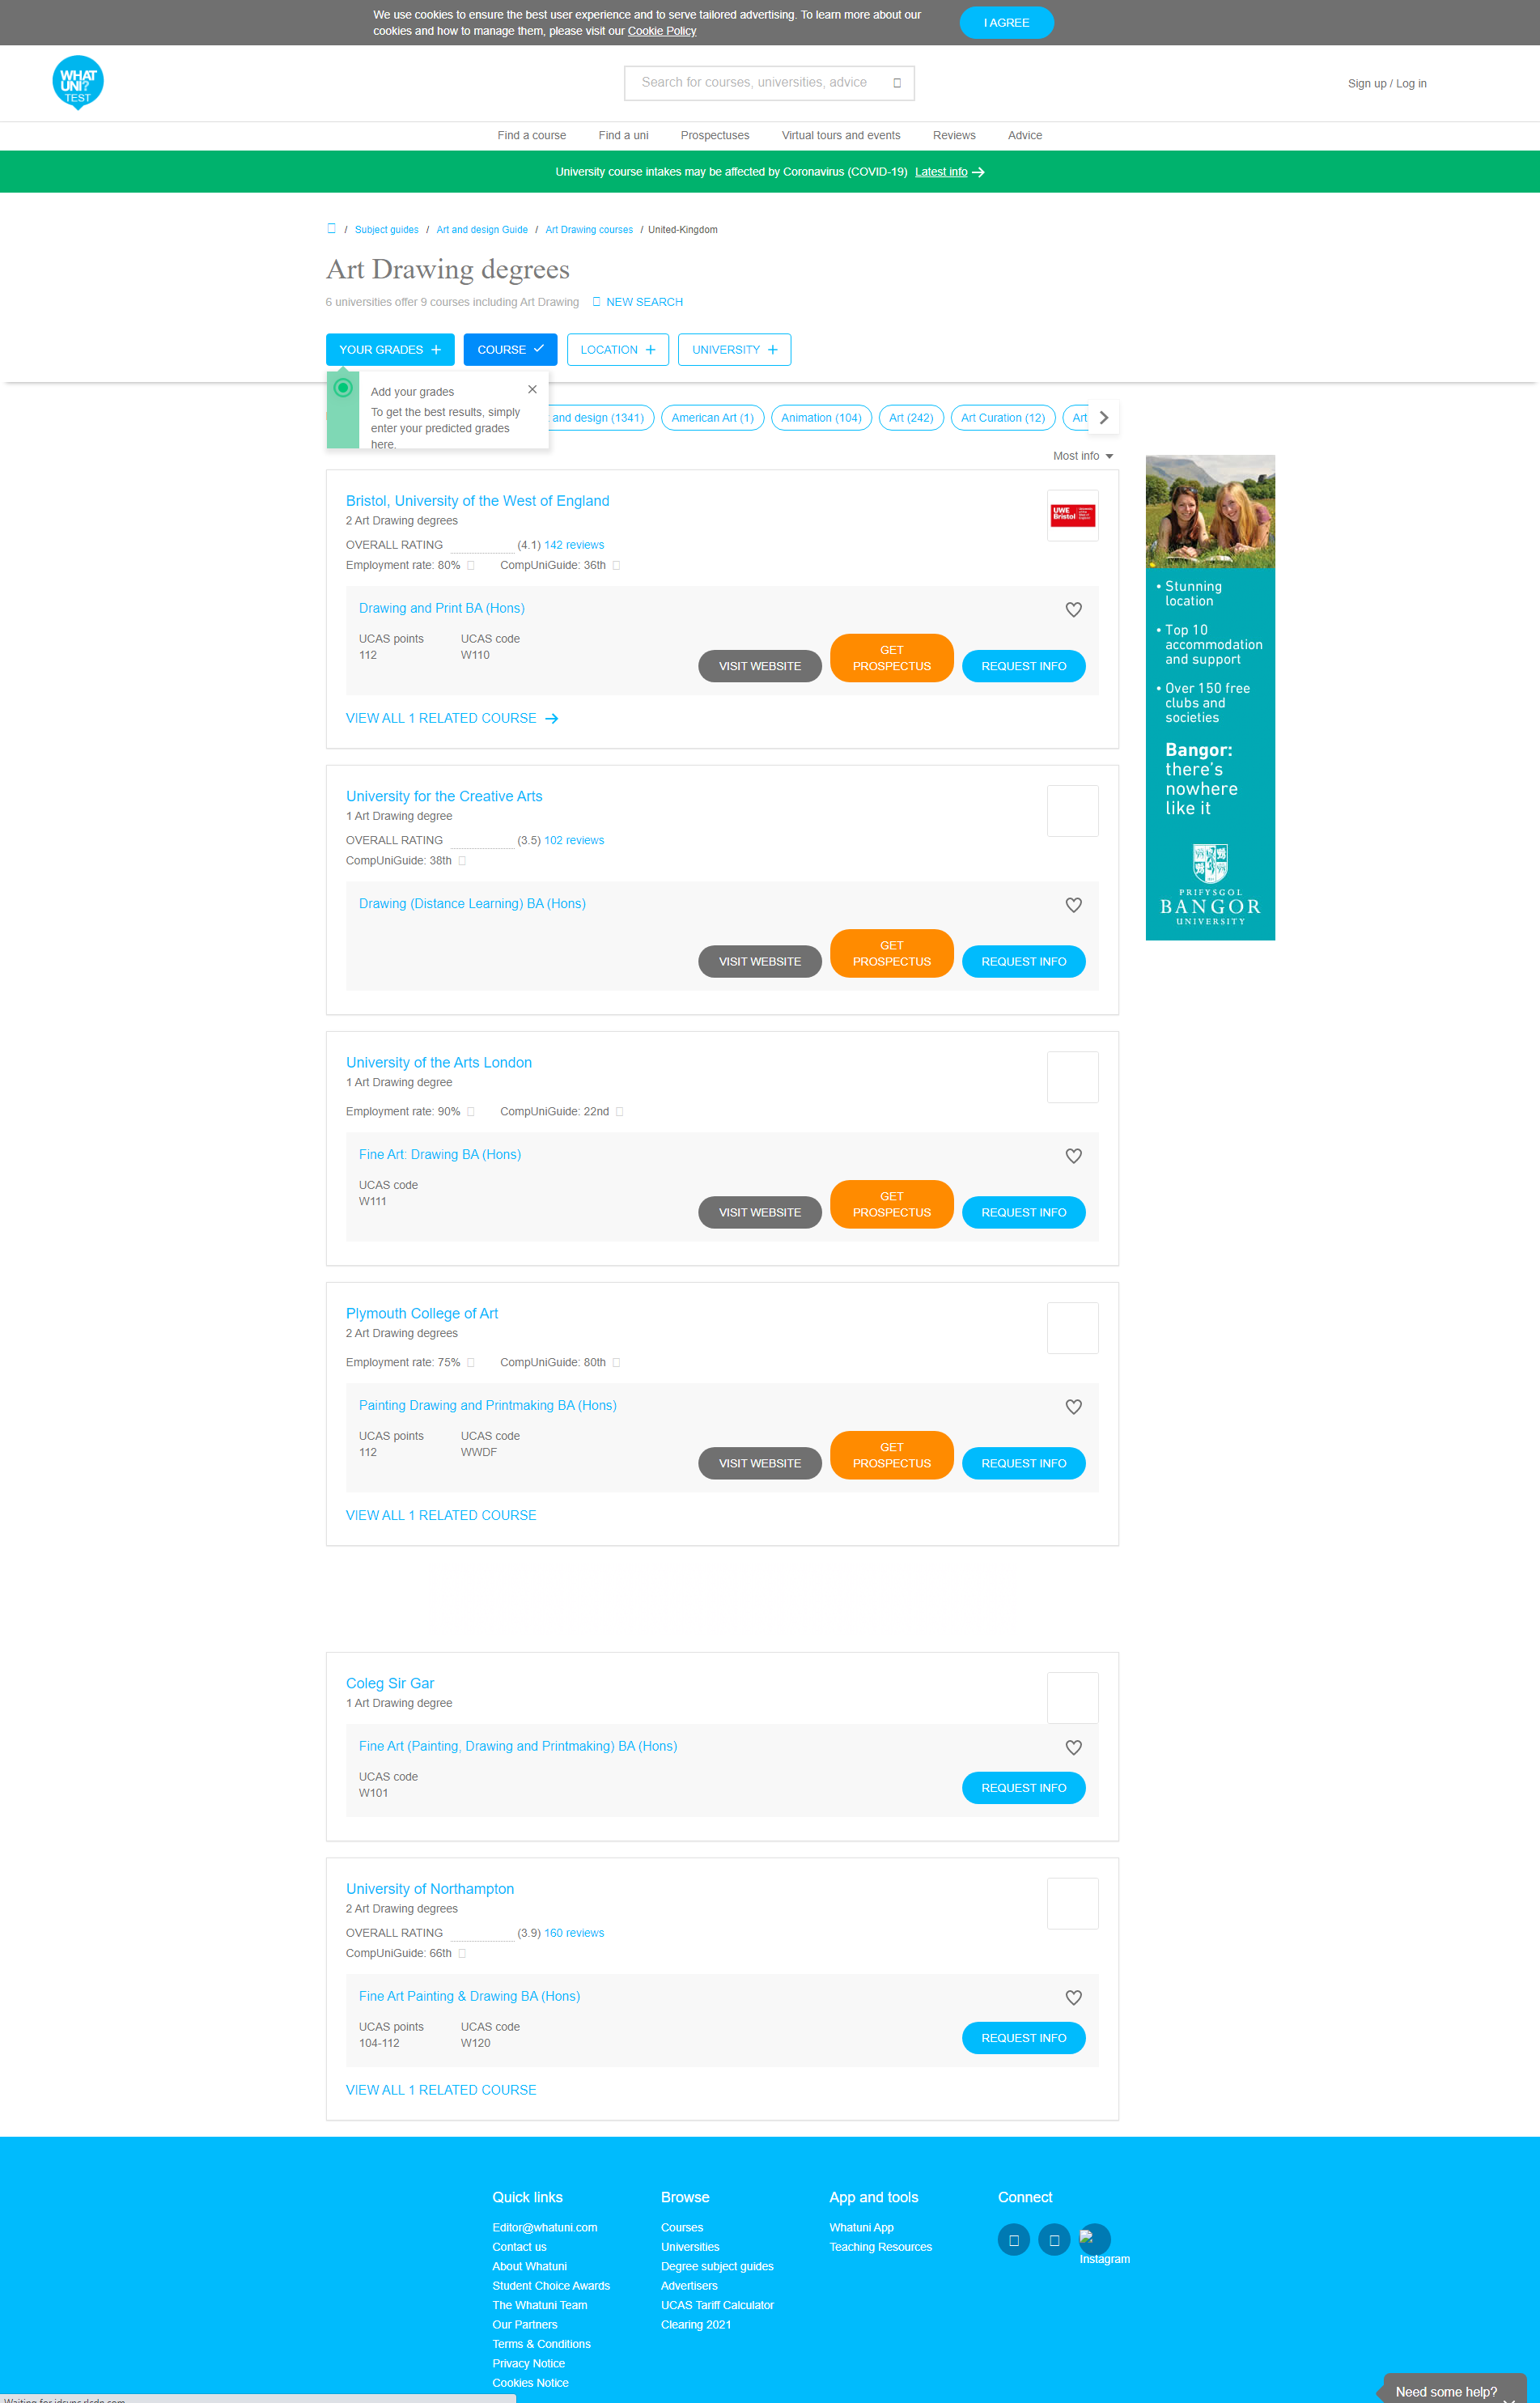 We use cookies to ensure the best user experience and to serve tailored advertising. To learn more about our
cookies and how to manage them, please visit our Cookie Policy
I AGREE
WHAT
UNI?
TEST
Search for courses, universities, advice
Sign up / Log in
Find a course Find a uni Prospectuses Virtual tours and events Reviews Advice
University course intakes may be affected by Coronavirus (COVID-19) Latest info
/ Subject guides / Art and design Guide / Art Drawing courses / United-Kingdom
Art Drawing degrees
6 universities offer 9 courses including Art Drawing NEW SEARCH
YOUR GRADES COURSE LOCATION UNIVERSITY
Add your grades
To get the best results, simply
enter your predicted grades
here.
and design (1341) American Art (1) Animation (104) Art (242) Art Curation (12) Art
Most info
Bristol, University of the West of England
2 Art Drawing degrees
UWE
Bristol
OVERALL RATING (4.1) 142 reviews
Employment rate: 80% CompUniGuide: 36th
Drawing and Print BA (Hons)
UCAS points UCAS code
112 W110
VISIT WEBSITE
GET
PROSPECTUS
REQUEST INFO
VIEW ALL 1 RELATED COURSE
University for the Creative Arts
1 Art Drawing degree
OVERALL RATING (3.5) 102 reviews
CompUniGuide: 38th
Drawing (Distance Learning) BA (Hons)
VISIT WEBSITE
GET
PROSPECTUS
REQUEST INFO
University of the Arts London
1 Art Drawing degree
Employment rate: 90% CompUniGuide: 22nd
Fine Art: Drawing BA (Hons)
UCAS code
W111
VISIT WEBSITE
GET
PROSPECTUS
REQUEST INFO
Plymouth College of Art
2 Art Drawing degrees
Employment rate: 75% CompUniGuide: 80th
Painting Drawing and Printmaking BA (Hons)
UCAS points UCAS code
112 WWDF
VISIT WEBSITE
GET
PROSPECTUS
REQUEST INFO
VIEW ALL 1 RELATED COURSE
Coleg Sir Gar
1 Art Drawing degree
Fine Art (Painting, Drawing and Printmaking) BA (Hons)
UCAS code
W101
REQUEST INFO
University of Northampton
2 Art Drawing degrees
OVERALL RATING (3.9) 160 reviews
CompUniGuide: 66th
Fine Art Painting & Drawing BA (Hons)
UCAS points UCAS code
104-112 W120
REQUEST INFO
VIEW ALL 1 RELATED COURSE
• Stunning
location
• Top 10
accommodation
and support
• Over 150 free
clubs and
societies
Bangor:
there's
nowhere
like it
PRIFYSGOL
BANGOR
UNIVERSITY
Quick links
Editor@whatuni.com
Contact us
About Whatuni
Student Choice Awards
The Whatuni Team
Our Partners
Terms & Conditions
Privacy Notice
Cookies Notice
Browse
Courses
Universities
Degree subject guides
Advertisers
UCAS Tariff Calculator
Clearing 2021
App and tools
Whatuni App
Teaching Resources
Connect
Instagram
Need some help?